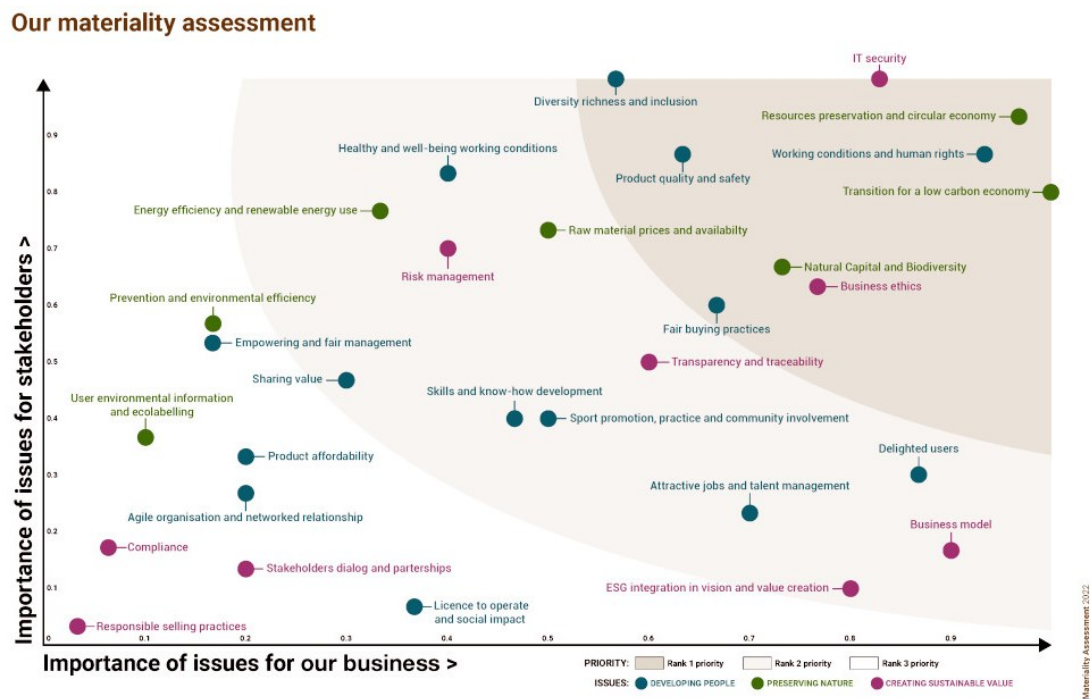 Our materiality assessment
IT security
Diversity richness and inclusion
Resources preservation and circular economy
0.9
Healthy and well-being working conditions
Working conditions and human rights
Product quality and safety
0.8
Transition for a low carbon economy
Energy efficiency and renewable energy use
Raw material prices and availabilty
0.7
Risk management
Natural Capital and Biodiversity
Business ethics
Prevention and environmental efficiency
0.6
Fair buying practices
Empowering and fair management
0.5
Transparency and traceability
Sharing value
Skills and know-how development
User environmental information
and ecolabelling
0.4
Sport promotion, practice and community involvement
Delighted users
Product affordability
0.3
Attractive jobs and talent management
Agile organisation and networked relationship
Business model
0.2
Compliance
Stakeholders dialog and parterships
0.1
ESG integration in vision and value creation
Licence to operate
and social impact
Responsible selling practices
Importance of issues for stakeholders >
0
0.1
0.2
0.3
0.4
0.5
0.6
0.7
0.8
0.9
Importance of issues for our business >
PRIORITY: Rank 1 priority Rank 2 priority Rank 3 priority
ISSUES: DEVELOPING PEOPLE PRESERVING NATURE CREATING SUSTAINABLE VALUE
Materiality Assessment 2022